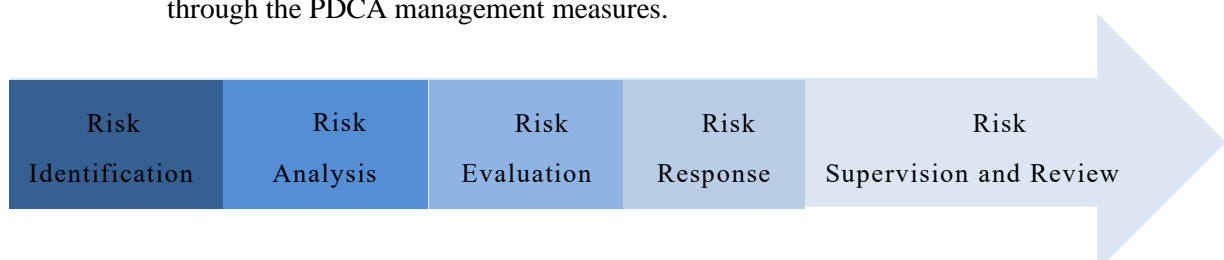 through the PDCA management measures.
Risk
Identification
Risk
Analysis
Risk
Evaluation
Risk
Response
Risk
Supervision and Review